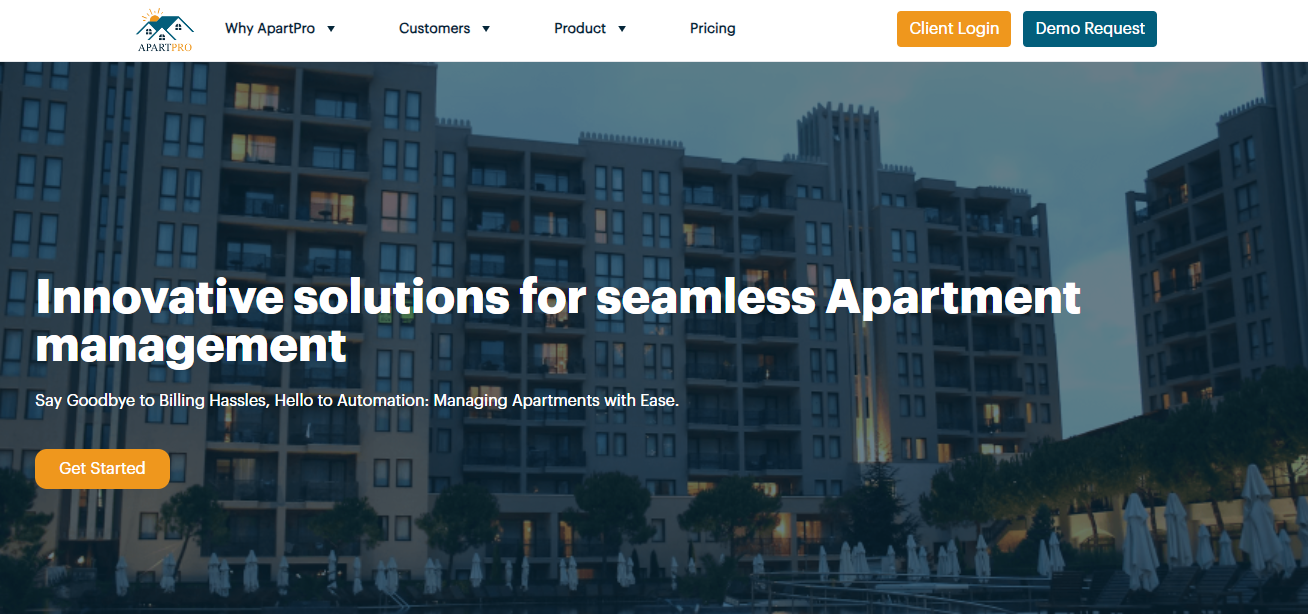 APARTPRO
Why ApartPro ▼
Customers ▼
Product ▼
Pricing
Client Login
Demo Request
Innovative solutions for seamless Apartment
management
Say Goodbye to Billing Hassles, Hello to Automation: Managing Apartments with Ease.
Get Started